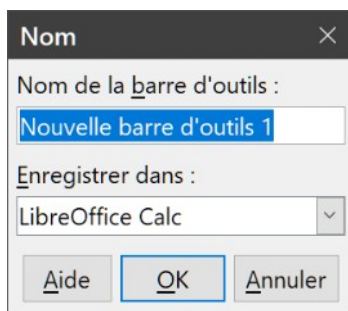 Nom
Nom de la barre d'outils :
Nouvelle barre d'outils 1
Enregistrer dans :
LibreOffice Calc
Aide OK Annuler